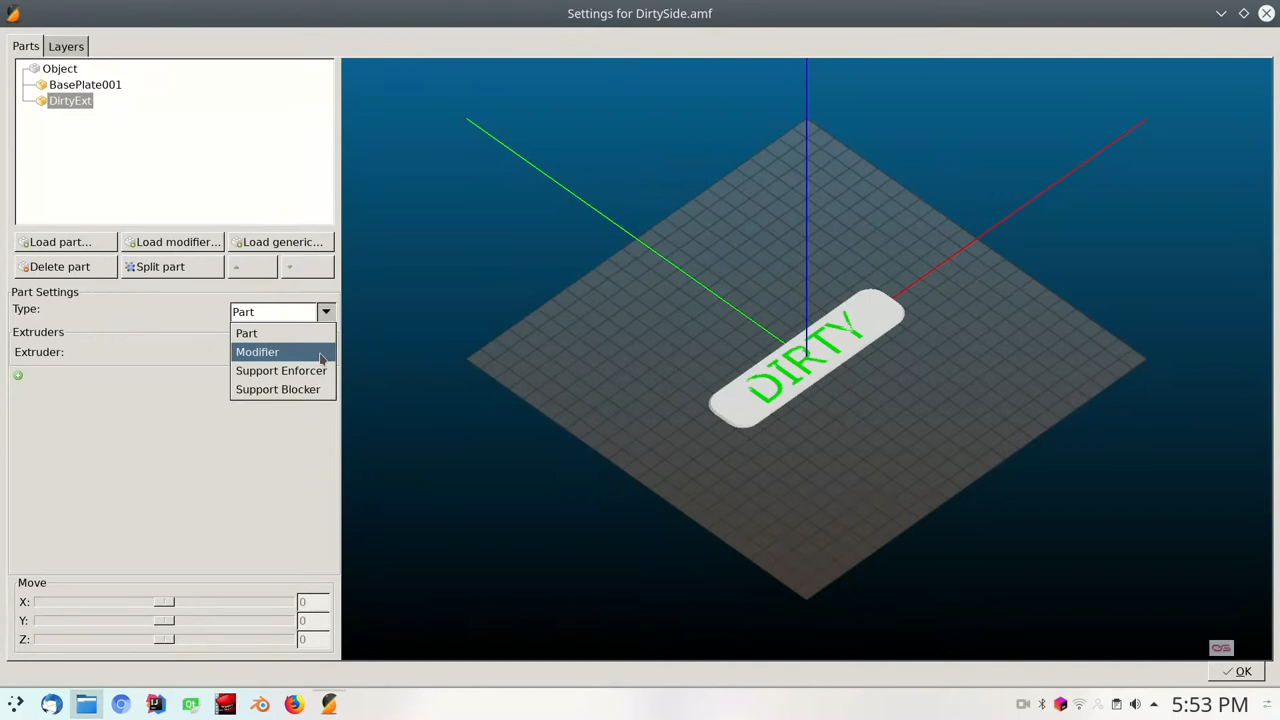 Settings for DirtySide.amf
Parts Layers
Object
BasePlate001
DirtyExt
Load part... Load modifier... Load generic...
Delete part Split part
Part Settings
Type: Part
Part
Extruders
Extruder:
Modifier
Support Enforcer
Support Blocker
DIRTY
Move
X: 0
Y: 0
Z: 0
OK
5:53 PM